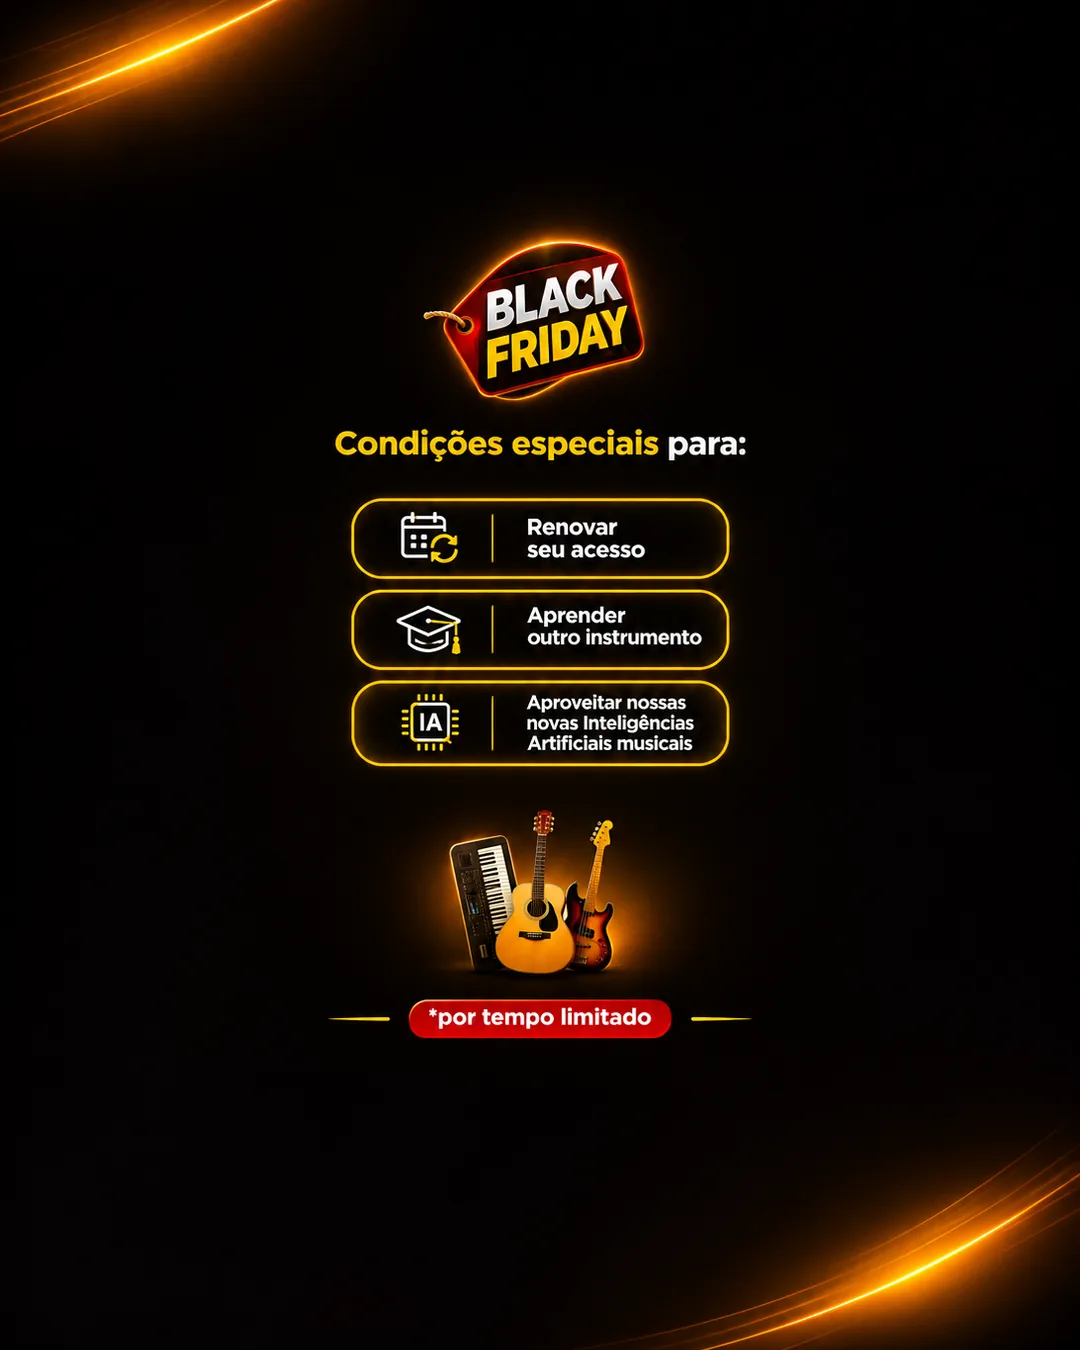 BLACK
FRIDAY
Condições especiais para:
Renovar
seu acesso
Aprender
outro instrumento
IA
Aproveitar nossas
novas Inteligências
Artificiais musicais
*por tempo limitado